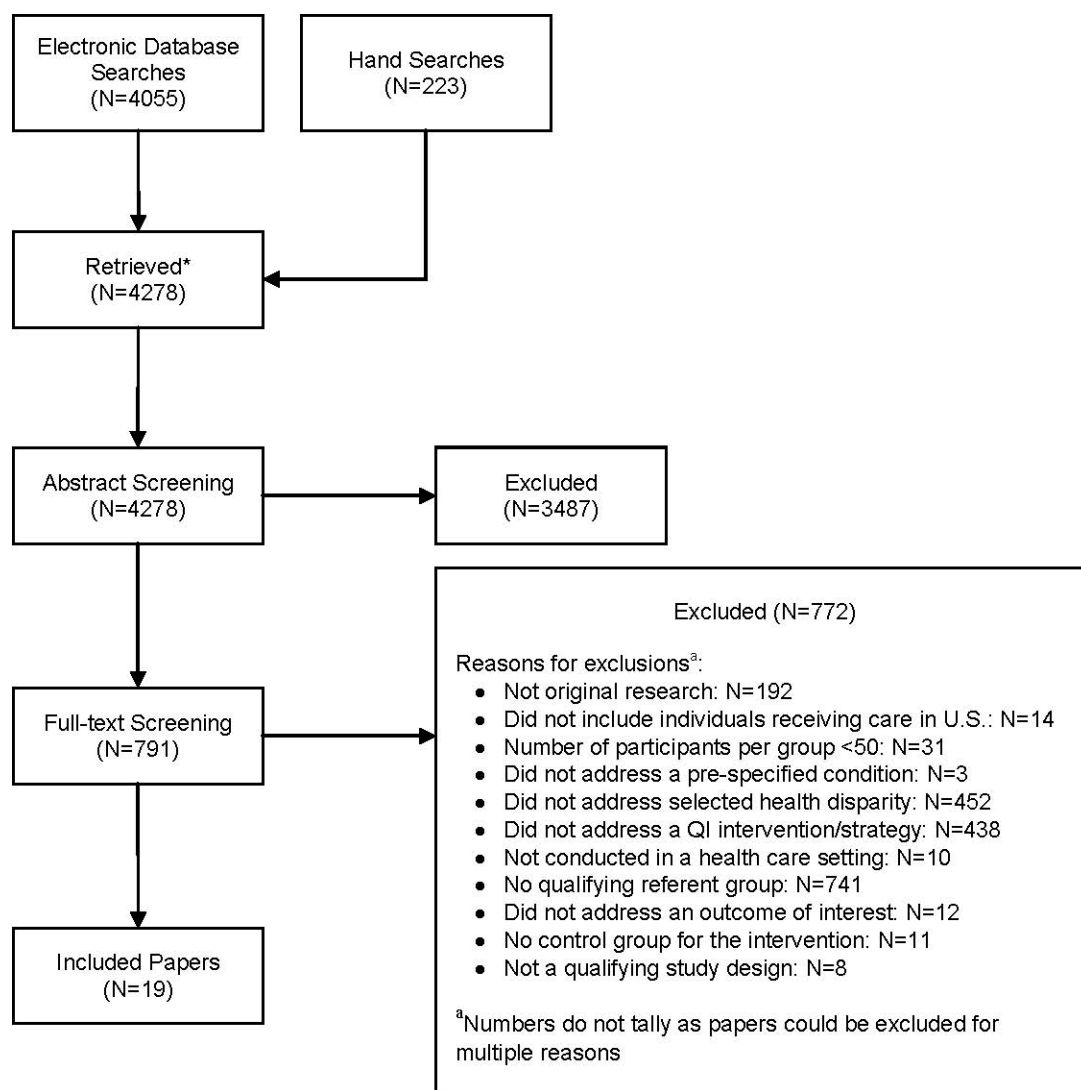 Electronic Database
Searches
(N=4055)
Hand Searches
(N=223)
Retrieved*
(N=4278)
Abstract Screening
(N=4278)
Excluded
(N=3487)
Full-text Screening
(N=791)
Excluded (N=772)
Reasons for exclusionsᵃ:
• Not original research: N=192
• Did not include individuals receiving care in U.S.: N=14
• Number of participants per group <50: N=31
• Did not address a pre-specified condition: N=3
• Did not address selected health disparity: N=452
• Did not address a QI intervention/strategy: N=438
• Not conducted in a health care setting: N=10
• No qualifying referent group: N=741
• Did not address an outcome of interest: N=12
• No control group for the intervention: N=11
• Not a qualifying study design: N=8
ᵃNumbers do not tally as papers could be excluded for
multiple reasons
Included Papers
(N=19)